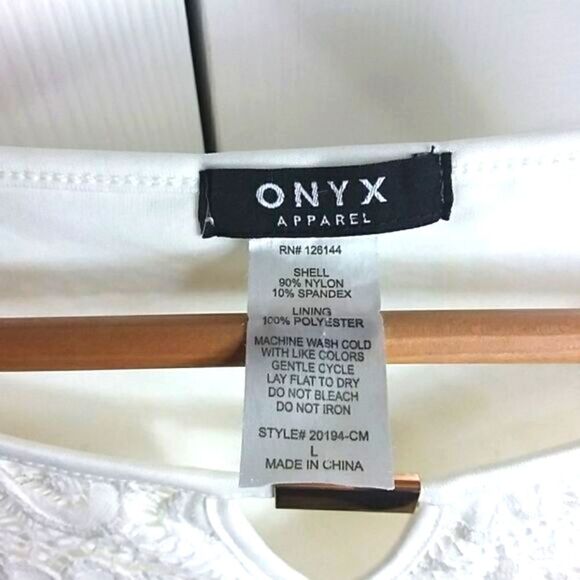 ONYX
APPAREL
RN# 126144
SHELL
90% NYLON
10% SPANDEX
LINING
100% POLYESTER
MACHINE WASH COLD
WITH LIKE COLORS
GENTLE CYCLE
LAY FLAT TO DRY
DO NOT BLEACH
DO NOT IRON
STYLE# 20194-CM
L
MADE IN CHINA